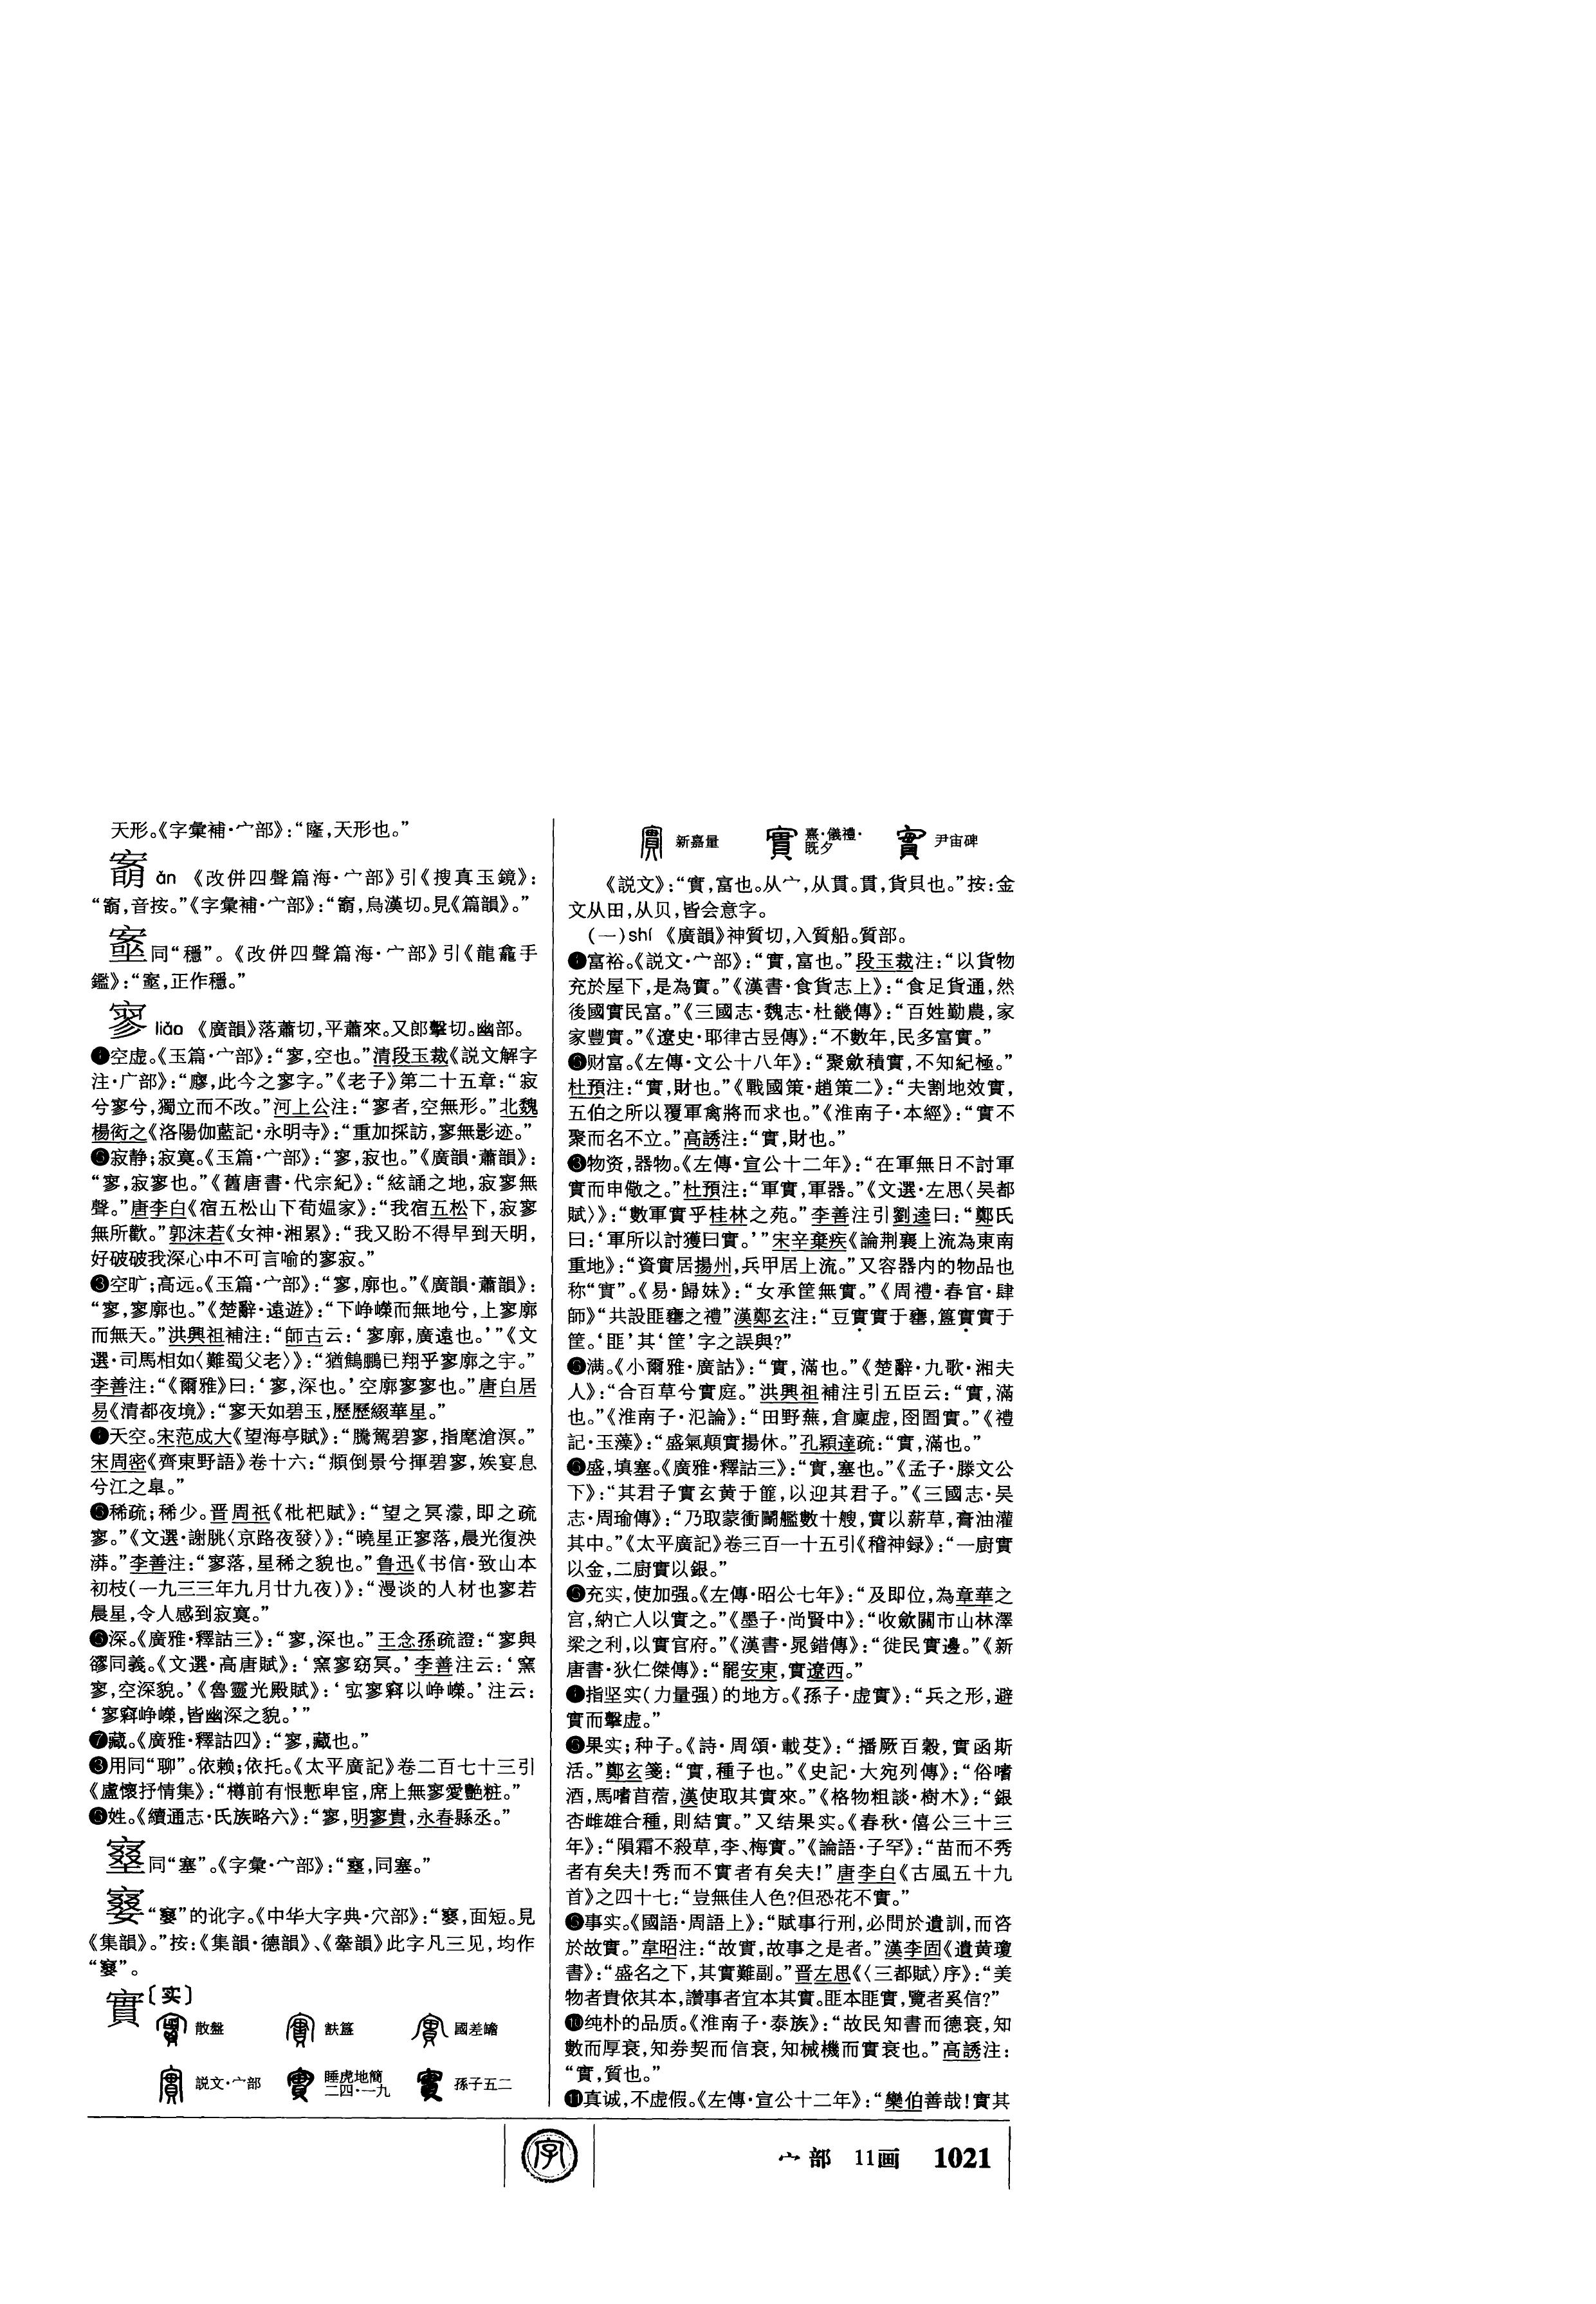 天形。《字彙補·宀部》：“窿，天形也。”
ǎn 《改併四聲篇海·宀部》引《搜真玉鏡》：
音按。”《字彙補·宀部》：“
烏漢切。見《篇韻》。”
同“穩”。《改併四聲篇海·宀部》引《龍龕手
鑑》：
正作穩。”
寥 liáo 《廣韻》落蕭切，平蕭來。又郎擊切。幽部。
❶空虚。《玉篇·宀部》：“寥，空也。”清段玉裁《説文解字
注·广部》：“廫，此今之寥字。”《老子》第二十五章：“寂
兮寥兮，獨立而不改。”河上公注：“寥者，空無形。”北魏
楊衒之《洛陽伽藍記·永明寺》：“重加採訪，寥無影迹。”
❷寂静；寂寞。《玉篇·宀部》：“寥，寂也。”《廣韻·蕭韻》：
“寥，寂寥也。”《舊唐書·代宗紀》：“絃誦之地，寂寥無
聲。”唐李白《宿五松山下荀媪家》：“我宿五松下，寂寥
無所歡。”郭沫若《女神·湘累》：“我又盼不得早到天明，
好破破我深心中不可言喻的寥寂。”
❸空旷；高远。《玉篇·宀部》：“寥，廓也。”《廣韻·蕭韻》：
“寥，寥廓也。”《楚辭·遠遊》：“下峥嶸而無地兮，上寥廓
而無天。”洪興祖補注：“師古云：‘寥廓，廣遠也。’”《文
選·司馬相如〈難蜀父老〉》：“猶鷦鵬已翔乎寥廓之宇。”
李善注：“《爾雅》曰：‘寥，深也。’空廓寥寥也。”唐白居
易《清都夜境》：“寥天如碧玉，歷歷綴華星。”
❹天空。宋范成大《望海亭賦》：“騰駕碧寥，指麾滄溟。”
宋周密《齊東野語》卷十六：“頫倒景兮揮碧寥，娭宴息
兮江之臯。”
❺稀疏；稀少。晋周祇《枇杷賦》：“望之冥濛，即之疏
寥。”《文選·謝朓〈京路夜發〉》：“曉星正寥落，晨光復泱
漭。”李善注：“寥落，星稀之貌也。”鲁迅《书信·致山本
初枝（一九三三年九月廿九夜）》：“漫谈的人材也寥若
晨星，令人感到寂寞。”
❻深。《廣雅·釋詁三》：“寥，深也。”王念孫疏證：“寥與
同義。《文選·高唐賦》：‘窐寥窈冥。’李善注云：‘窐
寥，空深貌。’《魯靈光殿賦》：‘宖寥窲以峥嶸。’注云：
‘寥窲峥嶸，皆幽深之貌。’”
❼藏。《廣雅·釋詁四》：“寥，藏也。”
❽用同“聊”。依赖；依托。《太平廣記》卷二百七十三引
《盧懷抒情集》：“樽前有恨慙卑宦，席上無寥愛艷粧。”
❾姓。《續通志·氏族略六》：“寥，明寥貴，永春縣丞。”
同“塞”。《字彙·宀部》：
同塞。”
的讹字。《中华大字典·穴部》：
面短。見
《集韻》。”按：《集韻·德韻》、《
韻》此字凡三见，均作
實〔实〕
散盤 㝬簋 國差𦉜
説文·宀部 睡虎地簡二四·一九 孫子五二
新嘉量 熹·儀禮·既夕 尹宙碑
《説文》：“實，富也。从宀，从貫。貫，貨貝也。”按：金
文从田，从贝，皆会意字。
（一）shí 《廣韻》神質切，入質船。質部。
❶富裕。《説文·宀部》：“實，富也。”段玉裁注：“以貨物
充於屋下，是為實。”《漢書·食貨志上》：“食足貨通，然
後國實民富。”《三國志·魏志·杜畿傳》：“百姓勤農，家
家豐實。”《遼史·耶律古昱傳》：“不數年，民多富實。”
❷财富。《左傳·文公十八年》：“聚斂積實，不知紀極。”
杜預注：“實，財也。”《戰國策·趙策二》：“夫割地效實，
五伯之所以覆軍禽將而求也。”《淮南子·本經》：“實不
聚而名不立。”高誘注：“實，財也。”
❸物资，器物。《左傳·宣公十二年》：“在軍無日不討軍
實而申儆之。”杜預注：“軍實，軍器。”《文選·左思〈吴都
賦〉》：“數軍實乎桂林之苑。”李善注引劉逵曰：“鄭氏
曰：‘軍所以討獲曰實。’”宋辛棄疾《論荆襄上流為東南
重地》：“資實居揚州，兵甲居上流。”又容器内的物品也
称“實”。《易·歸妹》：“女承筐無實。”《周禮·春官·肆
師》“共設匪罋之禮”漢鄭玄注：“豆實實于罋，簋實實于
筐。‘匪’其‘筐’字之誤與？”
❹满。《小爾雅·廣詁》：“實，滿也。”《楚辭·九歌·湘夫
人》：“合百草兮實庭。”洪興祖補注引五臣云：“實，滿
也。”《淮南子·氾論》：“田野蕪，倉廩虚，囹圄實。”《禮
記·玉藻》：“盛氣顛實揚休。”孔穎達疏：“實，滿也。”
❺盛，填塞。《廣雅·釋詁三》：“實，塞也。”《孟子·滕文公
下》：“其君子實玄黄于篚，以迎其君子。”《三國志·吴
志·周瑜傳》：“乃取蒙衝鬭艦數十艘，實以薪草，膏油灌
其中。”《太平廣記》卷三百一十五引《稽神録》：“一厨實
以金，二厨實以銀。”
❻充实，使加强。《左傳·昭公七年》：“及即位，為章華之
宫，納亡人以實之。”《墨子·尚賢中》：“收斂關市山林澤
梁之利，以實官府。”《漢書·晁錯傳》：“徙民實邊。”《新
唐書·狄仁傑傳》：“罷安東，實遼西。”
❼指坚实（力量强）的地方。《孫子·虚實》：“兵之形，避
實而擊虚。”
❽果实；种子。《詩·周頌·載芟》：“播厥百穀，實函斯
活。”鄭玄箋：“實，種子也。”《史記·大宛列傳》：“俗嗜
酒，馬嗜苜蓿，漢使取其實來。”《格物粗談·樹木》：“銀
杏雌雄合種，則結實。”又结果实。《春秋·僖公三十三
年》：“隕霜不殺草，李、梅實。”《論語·子罕》：“苗而不秀
者有矣夫！秀而不實者有矣夫！”唐李白《古風五十九
首》之四十七：“豈無佳人色？但恐花不實。”
❾事实。《國語·周語上》：“賦事行刑，必問於遺訓，而咨
於故實。”韋昭注：“故實，故事之是者。”漢李固《遺黄瓊
書》：“盛名之下，其實難副。”晋左思《〈三都賦〉序》：“美
物者貴依其本，讚事者宜本其實。匪本匪實，覽者奚信？”
❿纯朴的品质。《淮南子·泰族》：“故民知書而德衰，知
數而厚衰，知券契而信衰，知械機而實衰也。”高誘注：
“實，質也。”
⓫真诚，不虚假。《左傳·宣公十二年》：“欒伯善哉！實其
字
宀部 11画 1021